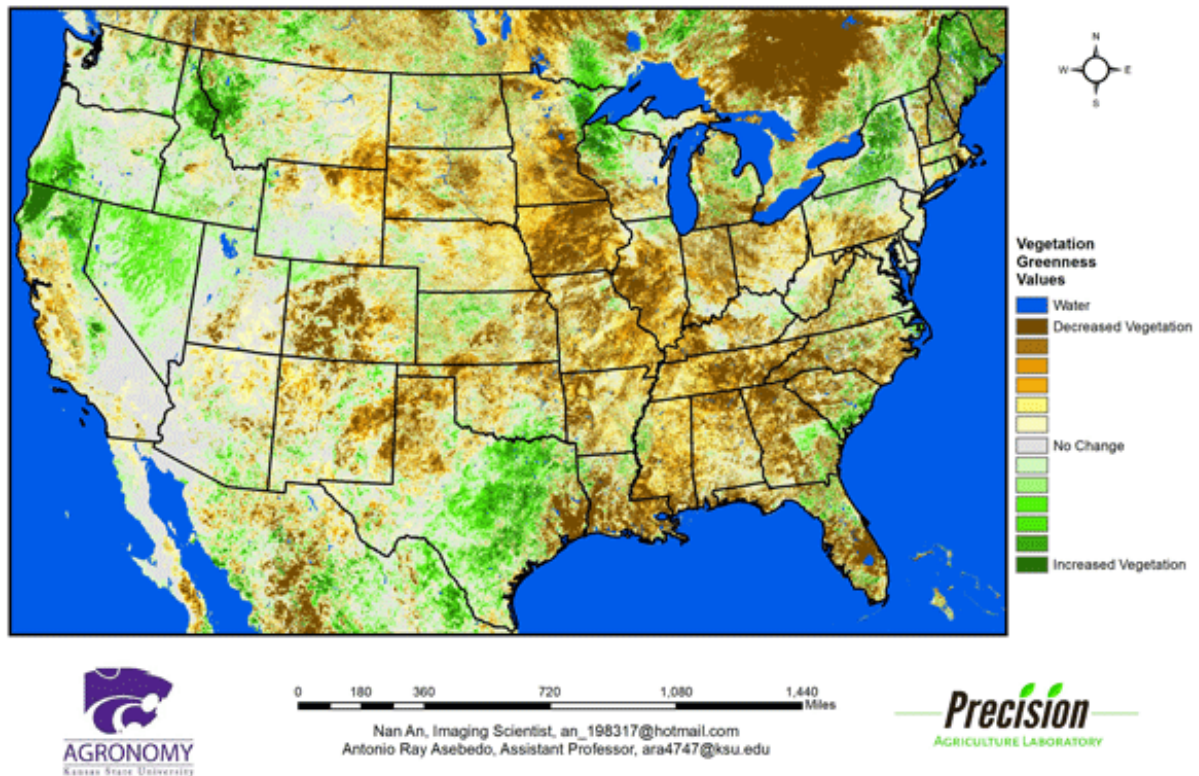 N
W E
S
Vegetation
Greenness
Values
Water
Decreased Vegetation
No Change
Increased Vegetation
0 180 360 720 1,080 1,440
Miles
Nan An, Imaging Scientist, an_198317@hotmail.com
Antonio Ray Asebedo, Assistant Professor, ara4747@ksu.edu
AGRONOMY
Kansas State University
Precision
AGRICULTURE LABORATORY